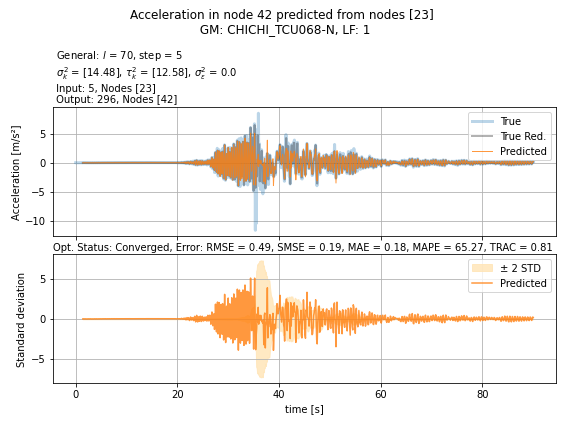 Acceleration in node 42 predicted from nodes [23]
GM: CHICHI_TCU068-N, LF: 1
General: l = 70, step = 5
σ²ₖ = [14.48], τ²ₖ = [12.58], σ²ε = 0.0
Input: 5, Nodes [23]
Output: 296, Nodes [42]
Acceleration [m/s²]
5
0
−5
−10
True
True Red.
Predicted
Opt. Status: Converged, Error: RMSE = 0.49, SMSE = 0.19, MAE = 0.18, MAPE = 65.27, TRAC = 0.81
Standard deviation
5
0
−5
± 2 STD
Predicted
0 20 40 60 80
time [s]